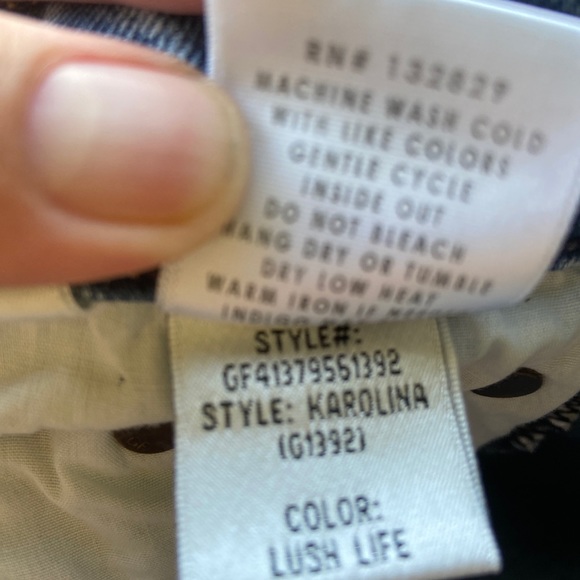 RN# 132829
MACHINE WASH COLD
WITH LIKE COLORS
GENTLE CYCLE
INSIDE OUT
DO NOT BLEACH
HANG DRY OR TUMBLE
DRY LOW HEAT
WARM IRON IF
STYLE#:
GF41379561392
STYLE: KAROLINA
(G1392)
COLOR:
LUSH LIFE